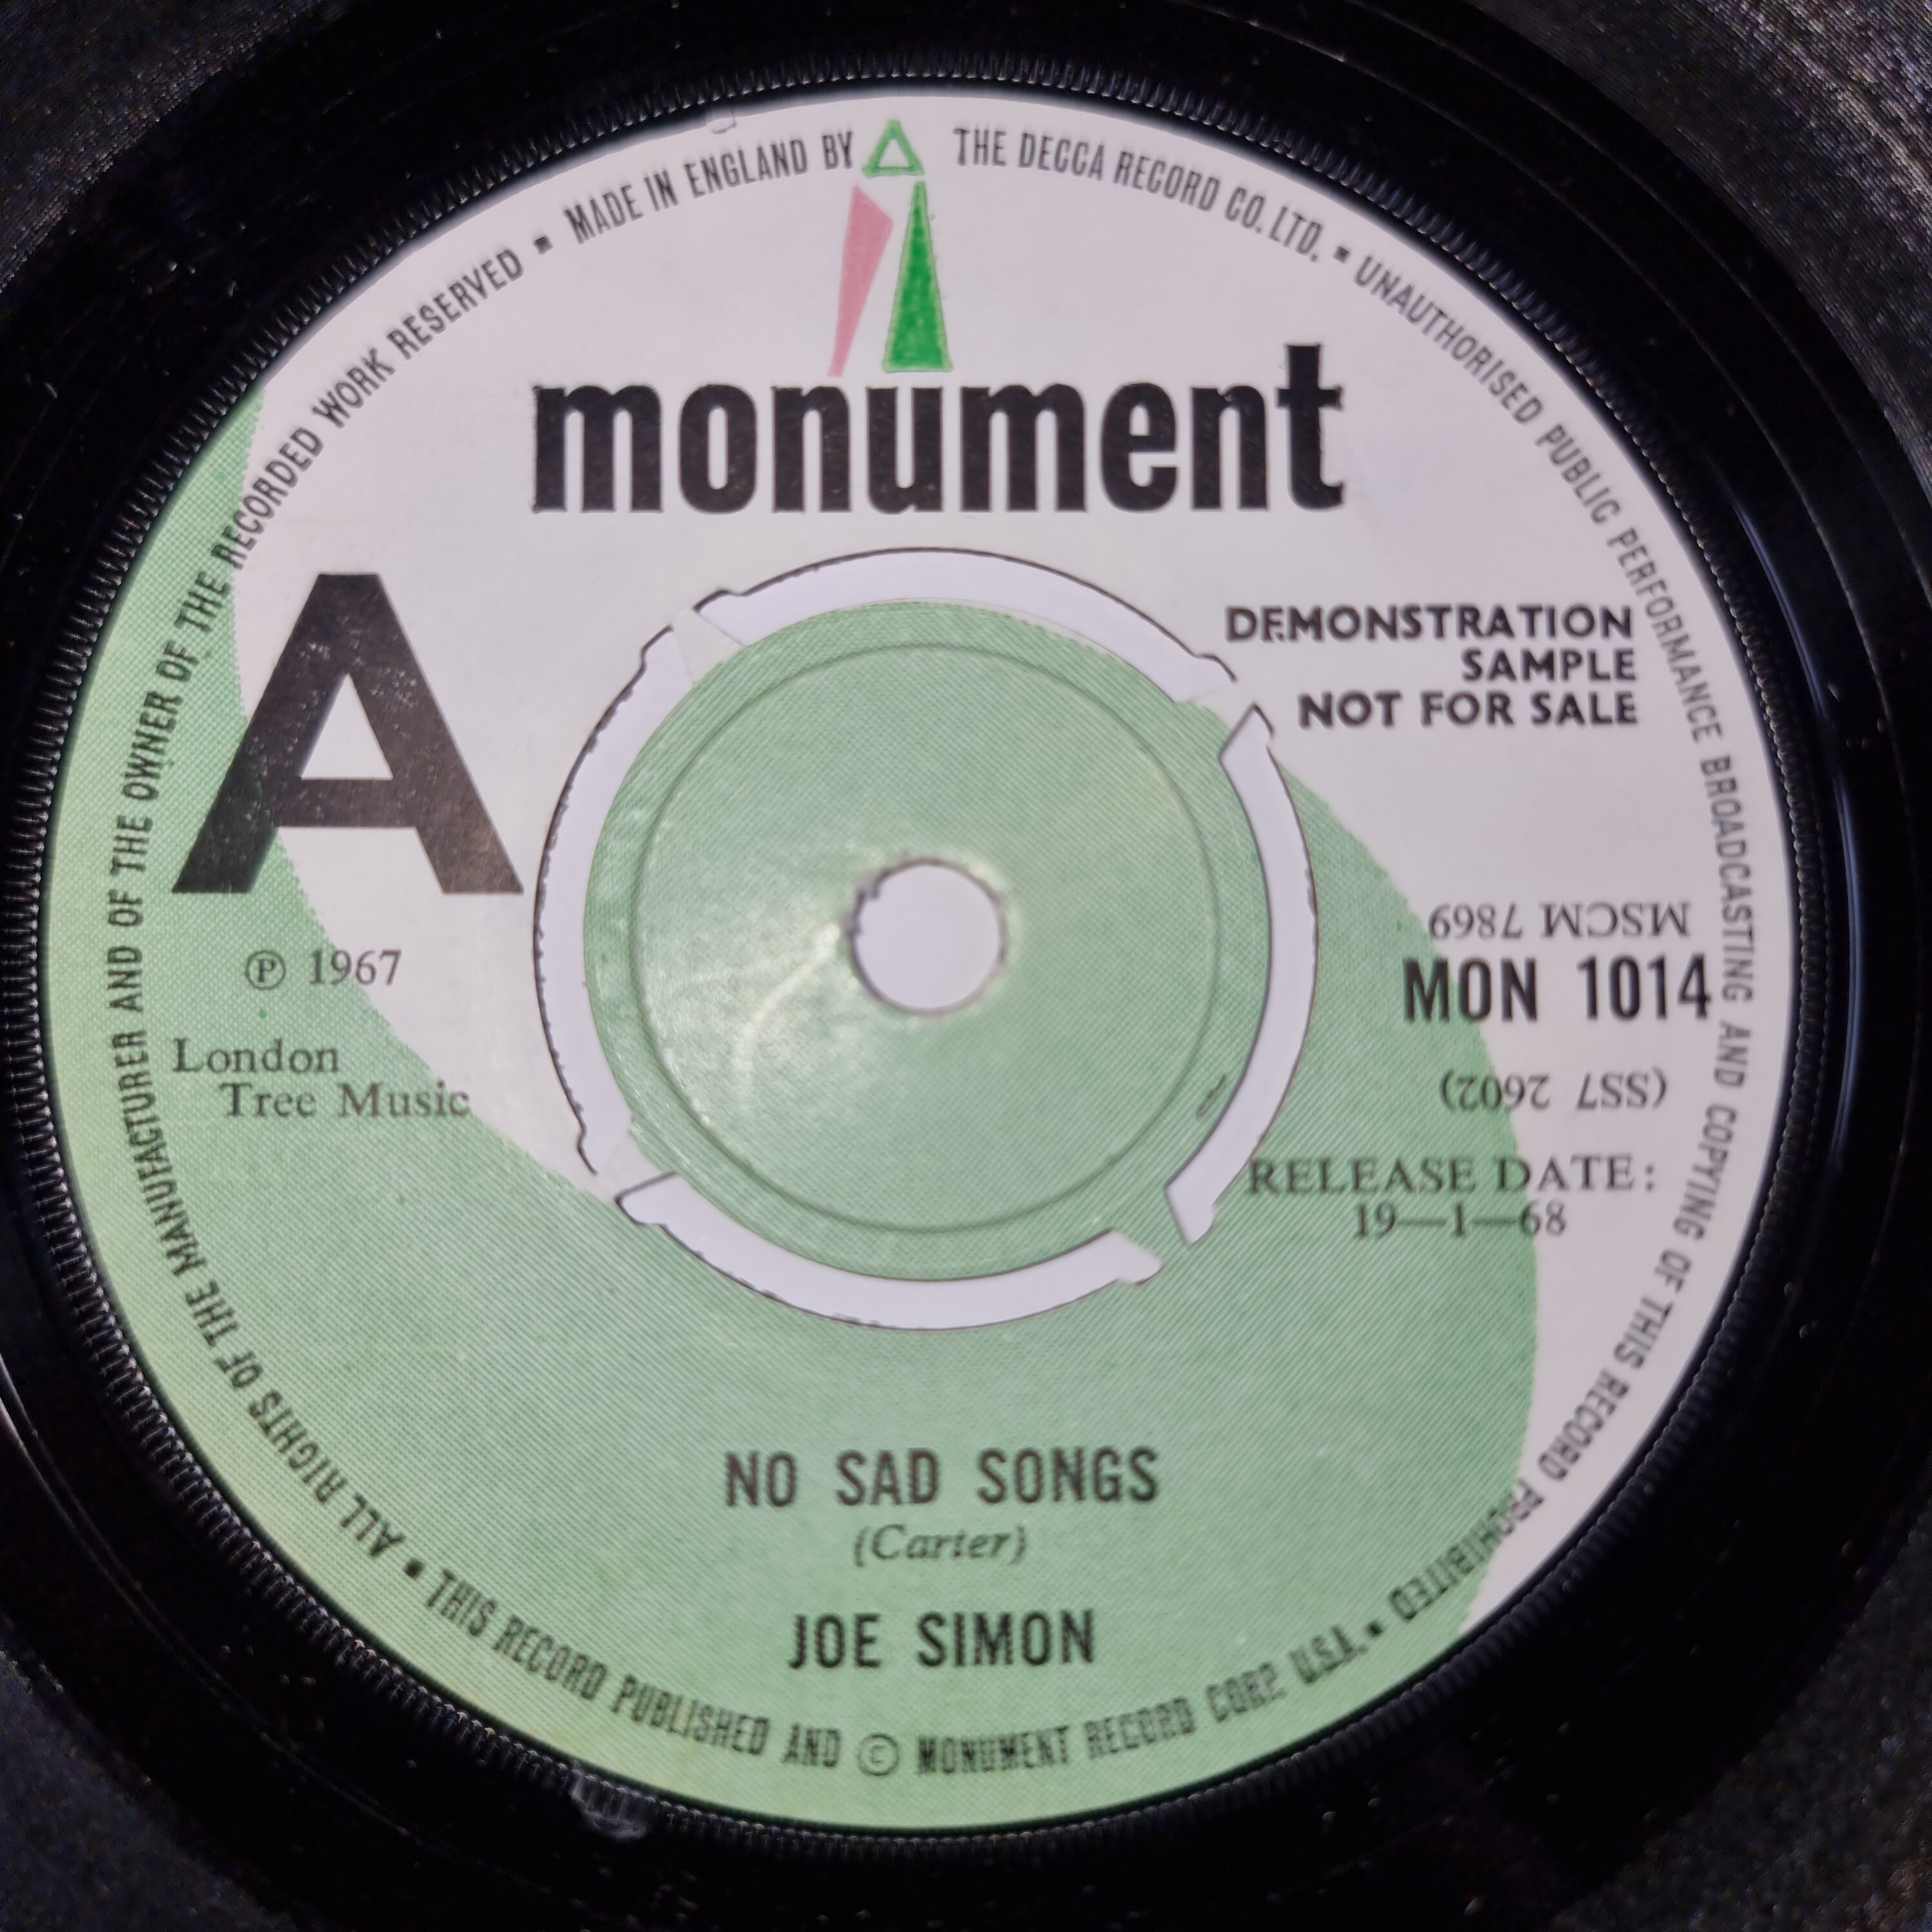 MADE IN ENGLAND BY THE DECCA RECORD CO. LTD. ▪ UNAUTHORISED PUBLIC PERFORMANCE BROADCASTING AND COPYING OF THIS RECORD PROHIBITED ▪
monument
A
DEMONSTRATION
SAMPLE
NOT FOR SALE
℗ 1967
London
Tree Music
MSCM 7869
MON 1014
(SS7 2602)
RELEASE DATE:
19—1—68
NO SAD SONGS
(Carter)
JOE SIMON
THIS RECORD PUBLISHED AND © MONUMENT RECORD CORP. U.S.A. ▪
ALL RIGHTS OF THE MANUFACTURER AND OF THE OWNER OF THE RECORDED WORK RESERVED ▪